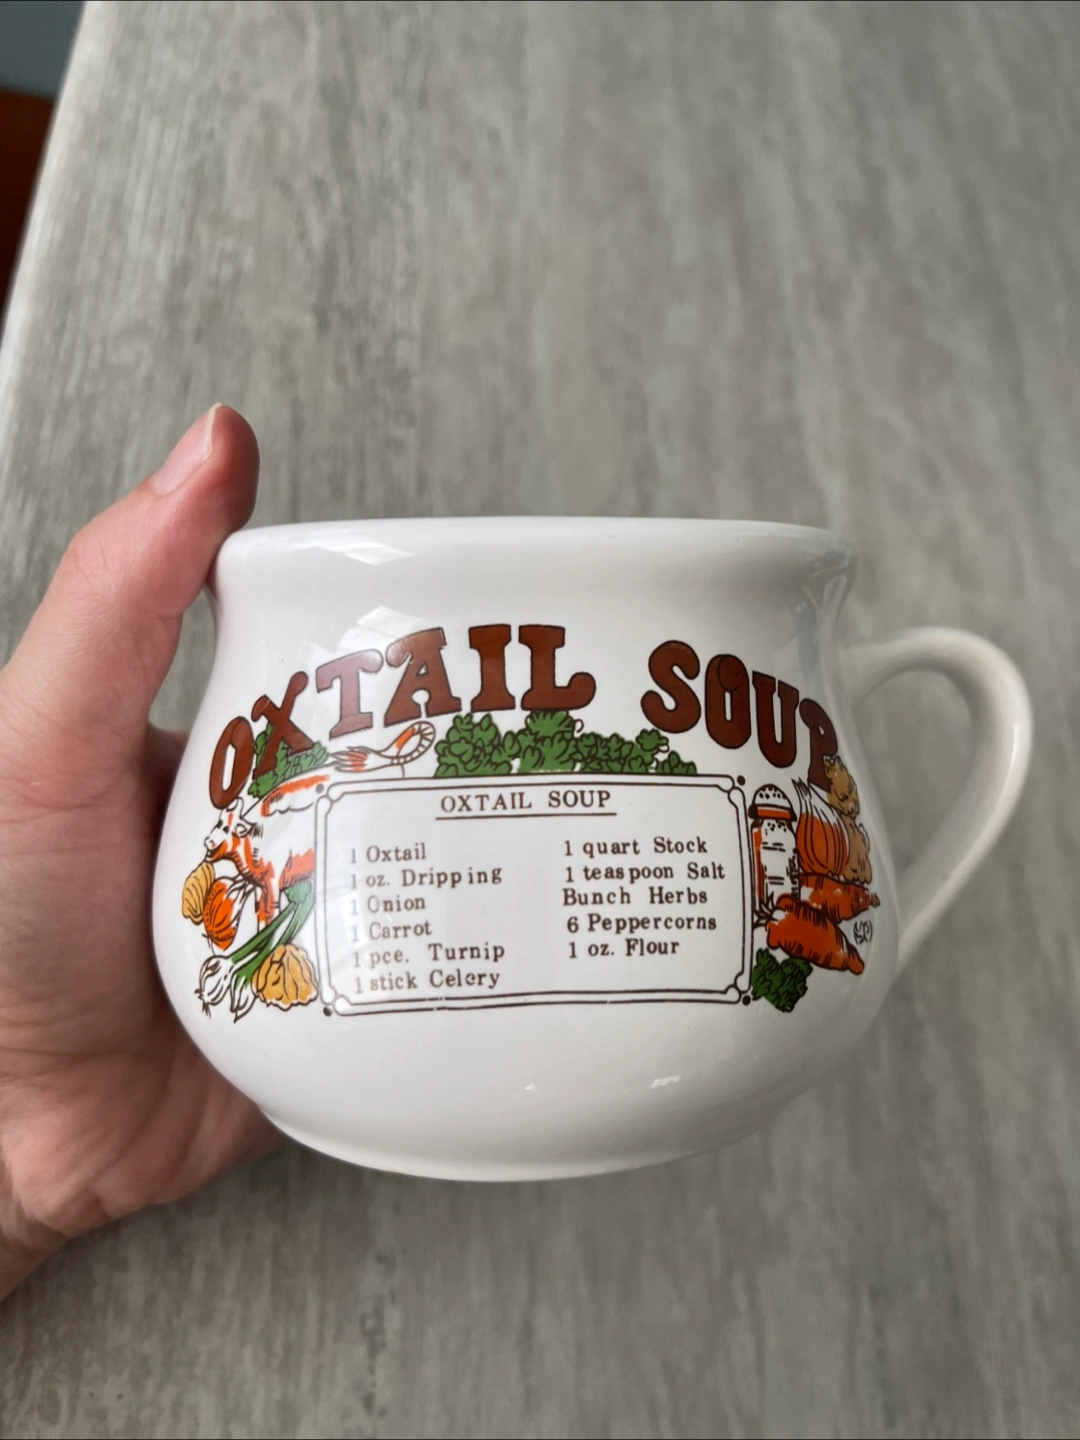 OXTAIL SOUP
OXTAIL SOUP
1 Oxtail
1 oz. Dripping
1 Onion
1 Carrot
1 pce. Turnip
1 stick Celery
1 quart Stock
1 teaspoon Salt
Bunch Herbs
6 Peppercorns
1 oz. Flour